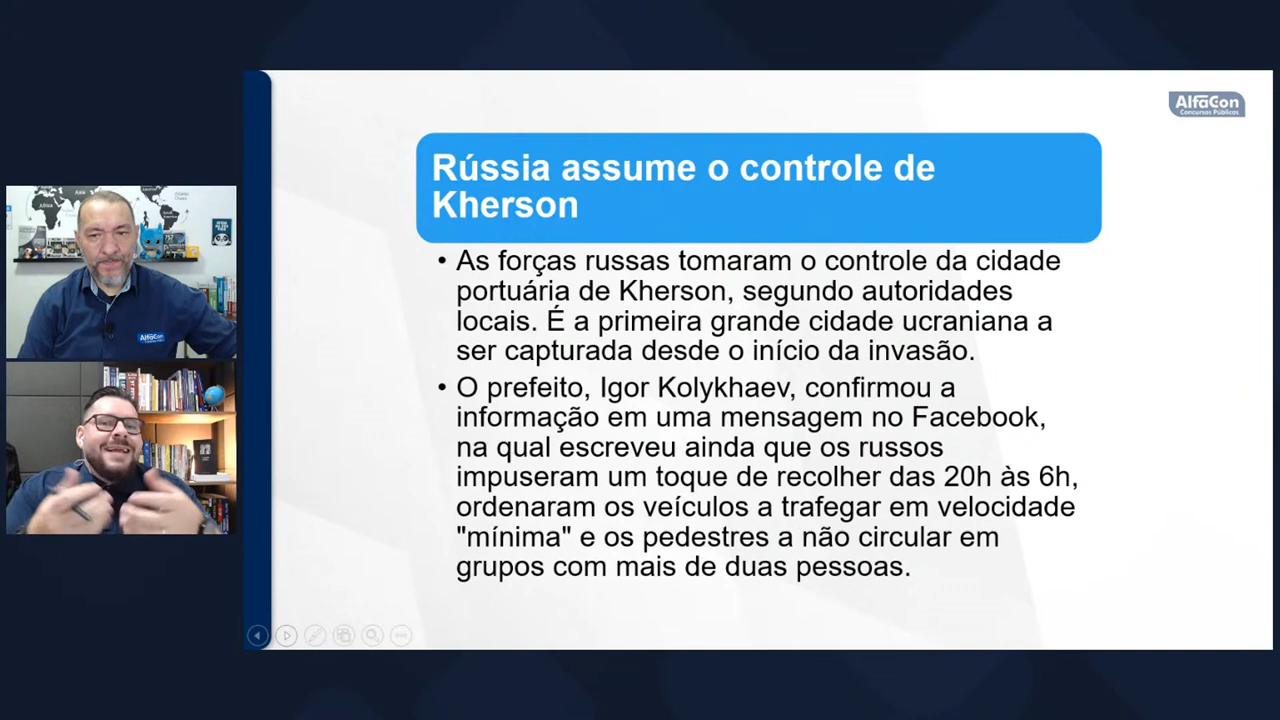 AlfaCon
Concursos Públicos
Rússia assume o controle de
Kherson
• As forças russas tomaram o controle da cidade
portuária de Kherson, segundo autoridades
locais. É a primeira grande cidade ucraniana a
ser capturada desde o início da invasão.
• O prefeito, Igor Kolykhaev, confirmou a
informação em uma mensagem no Facebook,
na qual escreveu ainda que os russos
impuseram um toque de recolher das 20h às 6h,
ordenaram os veículos a trafegar em velocidade
"mínima" e os pedestres a não circular em
grupos com mais de duas pessoas.
Africa
Asia
AlfaCon